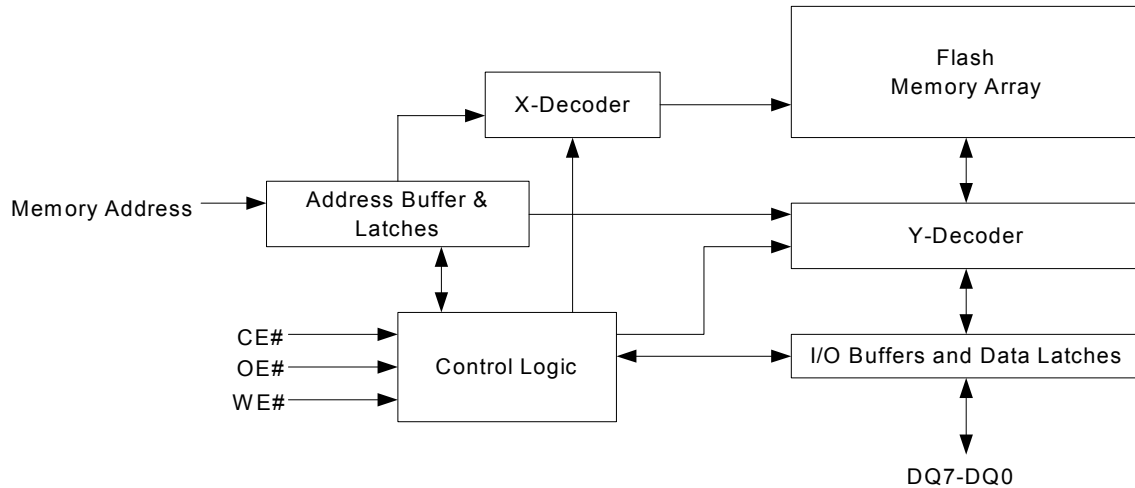 Flash
Memory Array
X-Decoder
Memory Address
Address Buffer &
Latches
Y-Decoder
CE#
OE#
WE#
Control Logic
I/O Buffers and Data Latches
DQ7-DQ0